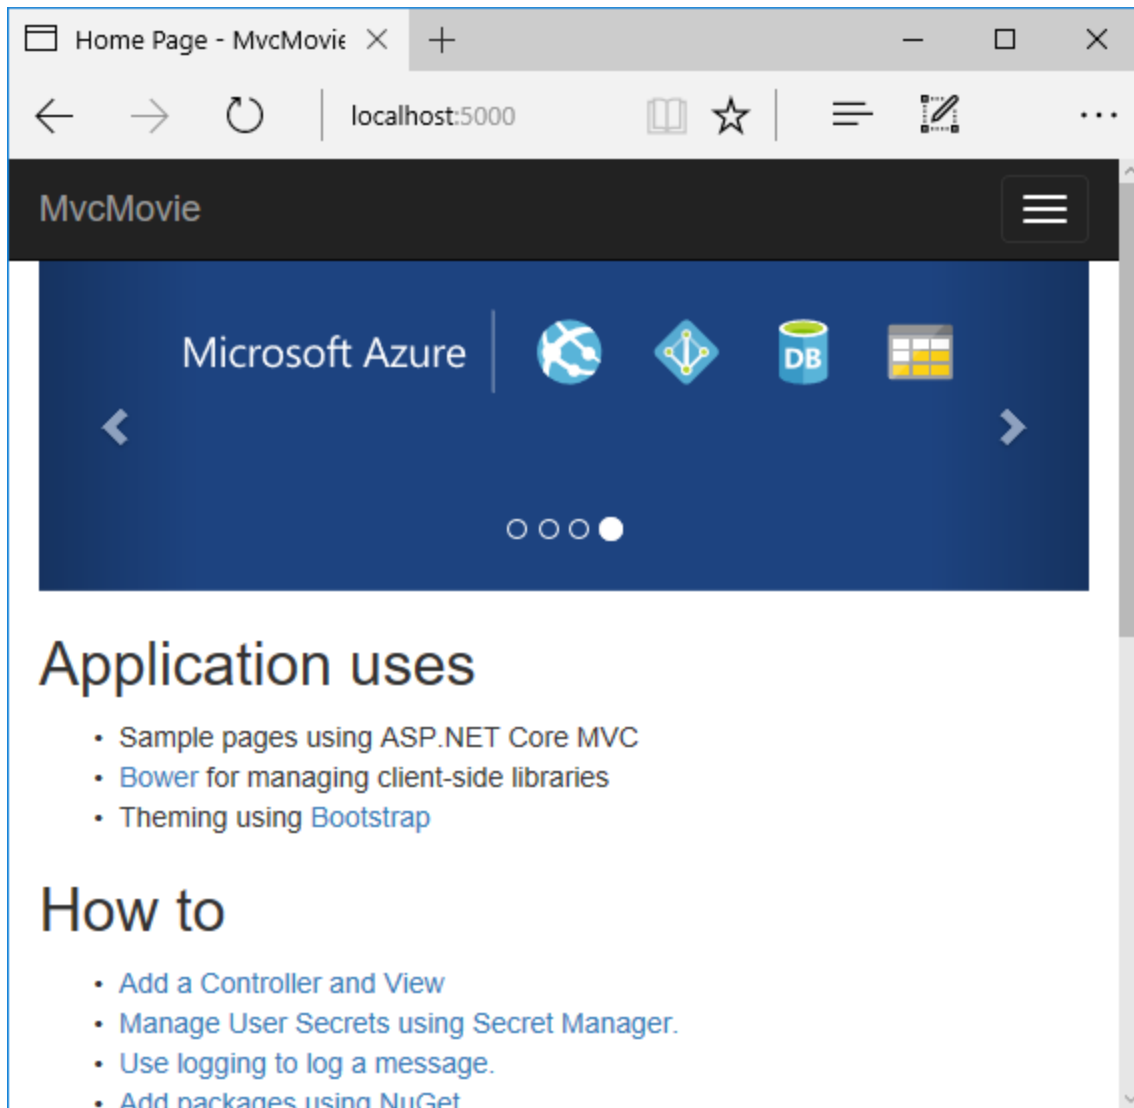 Home Page - MvcMovie
localhost:5000
MvcMovie
Microsoft Azure
DB
Application uses
• Sample pages using ASP.NET Core MVC
• Bower for managing client-side libraries
• Theming using Bootstrap
How to
• Add a Controller and View
• Manage User Secrets using Secret Manager.
• Use logging to log a message.
• Add packages using NuGet